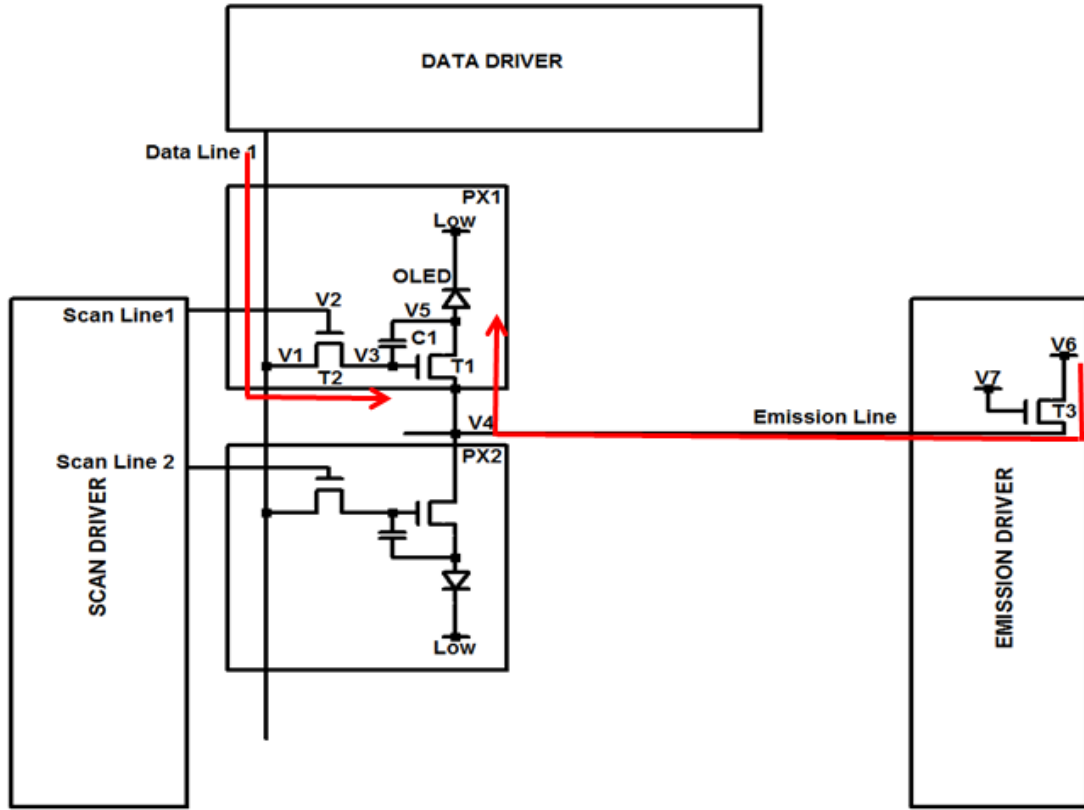 DATA DRIVER
Data Line 1
PX1
Low
OLED
Scan Line1
V2
V5
C1
V1
V3
T1
T2
V6
V7
T3
Emission Line
V4
Scan Line 2
PX2
SCAN DRIVER
EMISSION DRIVER
Low